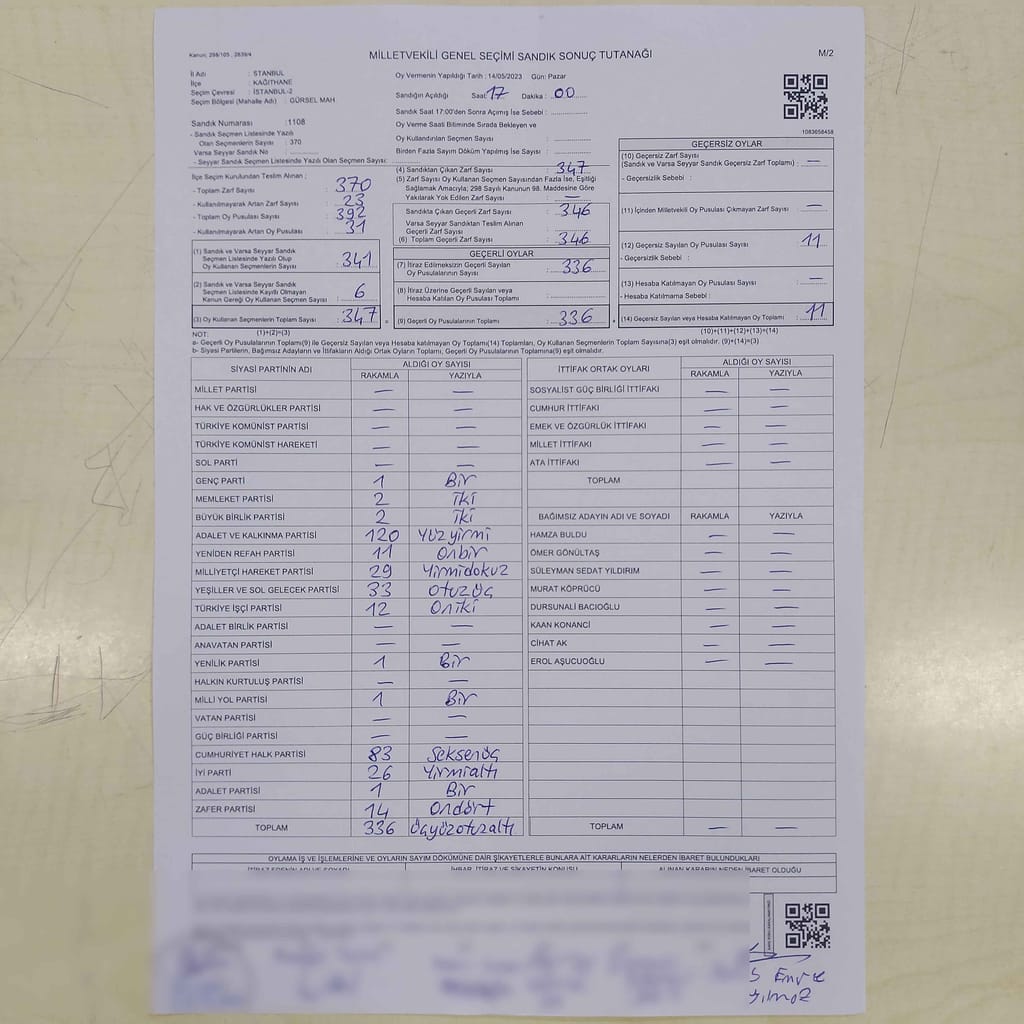 Kanun: 298/105 , 2839/4
MİLLETVEKİLİ GENEL SEÇİMİ SANDIK SONUÇ TUTANAĞI
M/2
İl Adı : STANBUL
İlçe : KAĞITHANE
Seçim Çevresi : İSTANBUL-2
Seçim Bölgesi (Mahalle Adı) : GÜRSEL MAH
Oy Vermenin Yapıldığı Tarih : 14/05/2023 Gün: Pazar
Sandığın Açıldığı Saat: 17 Dakika : 00
Sandık Saat 17:00'den Sonra Açımış İse Sebebi :
Oy Verme Saati Bitiminde Sırada Bekleyen ve
Oy Kullandırılan Seçmen Sayısı :
Birden Fazla Sayım Döküm Yapılmış İse Sayısı :
1083658458
Sandık Numarası :1108
- Sandık Seçmen Listesinde Yazılı
Olan Seçmenlerin Sayısı : 370
Varsa Seyyar Sandık No :
- Seyyar Sandık Seçmen Listesinde Yazılı Olan Seçmen Sayısı:
İlçe Seçim Kurulundan Teslim Alınan ;
- Toplam Zarf Sayısı : 370
- Kullanılmayarak Artan Zarf Sayısı : 23
- Toplam Oy Pusulası Sayısı : 392
- Kullanılmayarak Artan Oy Pusulası : 31
(1) Sandık ve Varsa Seyyar Sandık
Seçmen Listesinde Yazılı Olup
Oy Kullanan Seçmenlerin Sayısı : 341
(2) Sandık ve Varsa Seyyar Sandık
Seçmen Listesinde Kayıtlı Olmayan
Kanun Gereği Oy Kullanan Seçmen Sayısı : 6
(3) Oy Kullanan Seçmenlerin Toplam Sayısı : 347 =
(1)+(2)=(3)
(4) Sandıktan Çıkan Zarf Sayısı : 347
(5) Zarf Sayısı Oy Kullanan Seçmen Sayısından Fazla İse, Eşitliği
Sağlamak Amacıyla; 298 Sayılı Kanunun 98. Maddesine Göre
Yakılarak Yok Edilen Zarf Sayısı : —
Sandıkta Çıkan Geçerli Zarf Sayısı : 346
Varsa Seyyar Sandıktan Teslim Alınan
Geçerli Zarf Sayısı :
(6) Toplam Geçerli Zarf Sayısı : 346
GEÇERLİ OYLAR
(7) İtiraz Edilmeksizin Geçerli Sayılan
Oy Pusulalarının Sayısı : 336
(8) İtiraz Üzerine Geçerli Sayılan veya
Hesaba Katılan Oy Pusulası Toplamı :
(9) Geçerli Oy Pusulalarının Toplamı : 336 +
GEÇERSİZ OYLAR
(10) Geçersiz Zarf Sayısı
(Sandık ve Varsa Seyyar Sandık Geçersiz Zarf Toplamı) : —
- Geçersizlik Sebebi :
(11) İçinden Milletvekili Oy Pusulası Çıkmayan Zarf Sayısı : —
(12) Geçersiz Sayılan Oy Pusulası Sayısı : 11
- Geçersizlik Sebebi :
(13) Hesaba Katılmayan Oy Pusulası Sayısı : —
- Hesaba Katılmama Sebebi :
(14) Geçersiz Sayılan veya Hesaba Katılmayan Oy Toplamı : 11
(10)+(11)+(12)+(13)=(14)
NOT:
a- Geçerli Oy Pusulaları Toplamı(9) ile Geçersiz Sayılan veya Hesaba katılmayan Oy Toplamı(14) Toplamları, Oy Kullanan Seçmenlerin Toplam Sayısına(3) eşit olmalıdır. (9)+(14)=(3)
b- Siyasi Partilerin, Bağımsız Adayların ve İttifakların Aldığı Ortak Oyların Toplamı, Geçerli Oy Pusulalarının Toplamına(9) eşit olmalıdır.
SİYASİ PARTİNİN ADI ALDIĞI OY SAYISI
RAKAMLA YAZIYLA
MİLLET PARTİSİ — —
HAK VE ÖZGÜRLÜKLER PARTİSİ — —
TÜRKİYE KOMÜNİST PARTİSİ — —
TÜRKİYE KOMÜNİST HAREKETİ — —
SOL PARTİ — —
GENÇ PARTİ 1 Bir
MEMLEKET PARTİSİ 2 iki
BÜYÜK BİRLİK PARTİSİ 2 iki
ADALET VE KALKINMA PARTİSİ 120 Yüzyirmi
YENİDEN REFAH PARTİSİ 11 Onbir
MİLLİYETÇİ HAREKET PARTİSİ 29 Yirmidokuz
YEŞİLLER VE SOL GELECEK PARTİSİ 33 Otuzüç
TÜRKİYE İŞÇİ PARTİSİ 12 Oniki
ADALET BİRLİK PARTİSİ — —
ANAVATAN PARTİSİ — —
YENİLİK PARTİSİ 1 Bir
HALKIN KURTULUŞ PARTİSİ — —
MİLLİ YOL PARTİSİ 1 Bir
VATAN PARTİSİ — —
GÜÇ BİRLİĞİ PARTİSİ — —
CUMHURİYET HALK PARTİSİ 83 Seksenüç
İYİ PARTİ 26 Yirmialtı
ADALET PARTİSİ 1 Bir
ZAFER PARTİSİ 14 Ondört
TOPLAM 336 Üçyüzotuzaltı
İTTİFAK ORTAK OYLARI ALDIĞI OY SAYISI
RAKAMLA YAZIYLA
SOSYALİST GÜÇ BİRLİĞİ İTTİFAKI — —
CUMHUR İTTİFAKI — —
EMEK VE ÖZGÜRLÜK İTTİFAKI — —
MİLLET İTTİFAKI — —
ATA İTTİFAKI — —
TOPLAM
BAĞIMSIZ ADAYIN ADI VE SOYADI RAKAMLA YAZIYLA
HAMZA BULDU — —
ÖMER GÖNÜLTAŞ — —
SÜLEYMAN SEDAT YILDIRIM — —
MURAT KÖPRÜCÜ — —
DURSUNALİ BACIOĞLU — —
KAAN KONANCİ — —
CİHAT AK — —
EROL AŞUCUOĞLU — —
TOPLAM — —
OYLAMA İŞ VE İŞLEMLERİNE VE OYLARIN SAYIM DÖKÜMÜNE DAİR ŞİKAYETLERLE BUNLARA AİT KARARLARIN NELERDEN İBARET BULUNDUKLARI
İTİRAZ EDENİN ADI VE SOYADI İHBAR, İTİRAZ VE ŞİKAYETİN KONUSU ALINAN KARARIN NEDEN İBARET OLDUĞU
Emre